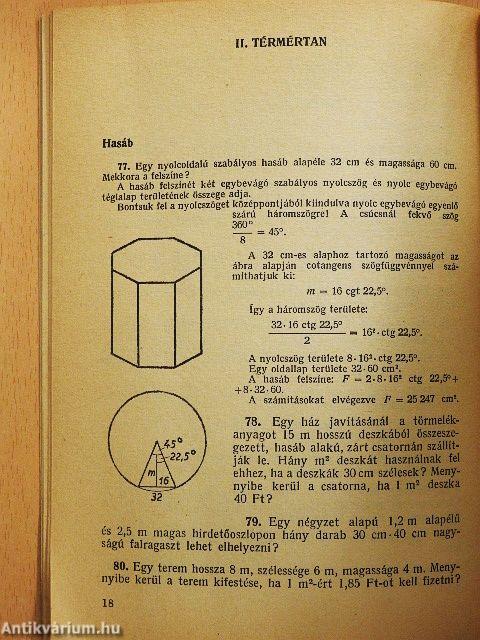 II. TÉRMÉRTAN
Hasáb
77. Egy nyolcoldalú szabályos hasáb alapéle 32 cm és magassága 60 cm.
Mekkora a felszíne?
A hasáb felszínét két egybevágó szabályos nyolcszög és nyolc egybevágó
téglalap területének összege adja.
Bontsuk fel a nyolcszöget középpontjából kiindulva nyolc egybevágó egyenlő
szárú háromszögre! A csúcsnál fekvő szög
360°
8
= 45°.
A 32 cm-es alaphoz tartozó magasságot az
ábra alapján cotangens szögfüggvénnyel szá-
míthatjuk ki:
m = 16 cgt 22,5°.
Így a háromszög területe:
32·16 ctg 22,5°
2
= 16²·ctg 22,5°.
A nyolcszög területe 8·16²·ctg 22,5°.
Egy oldallap területe 32·60 cm².
A hasáb felszíne: F = 2·8·16² ctg 22,5°+
+8·32·60.
A számításokat elvégezve F = 25 247 cm².
45°
22,5°
m
16
32
78. Egy ház javításánál a törmelék-
anyagot 15 m hosszú deszkából összesze-
gezett, hasáb alakú, zárt csatornán szállít-
ják le. Hány m² deszkát használnak fel
ehhez, ha a deszkák 30 cm szélesek? Meny-
nyibe kerül a csatorna, ha 1 m² deszka
40 Ft?
79. Egy négyzet alapú 1,2 m alapélű
és 2,5 m magas hirdetőoszlopon hány darab 30 cm·40 cm nagy-
ságú falragaszt lehet elhelyezni?
80. Egy terem hossza 8 m, szélessége 6 m, magassága 4 m. Meny-
nyibe kerül a terem kifestése, ha 1 m²-ért 1,85 Ft-ot kell fizetni?
18
Antikvárium.hu